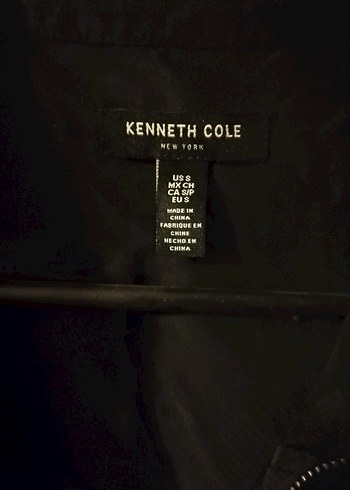 KENNETH COLE
NEW YORK
US S
MX CH
CA S/P
EU S
MADE IN
CHINA
FABRIQUE EN
CHINE
HECHO EN
CHINA